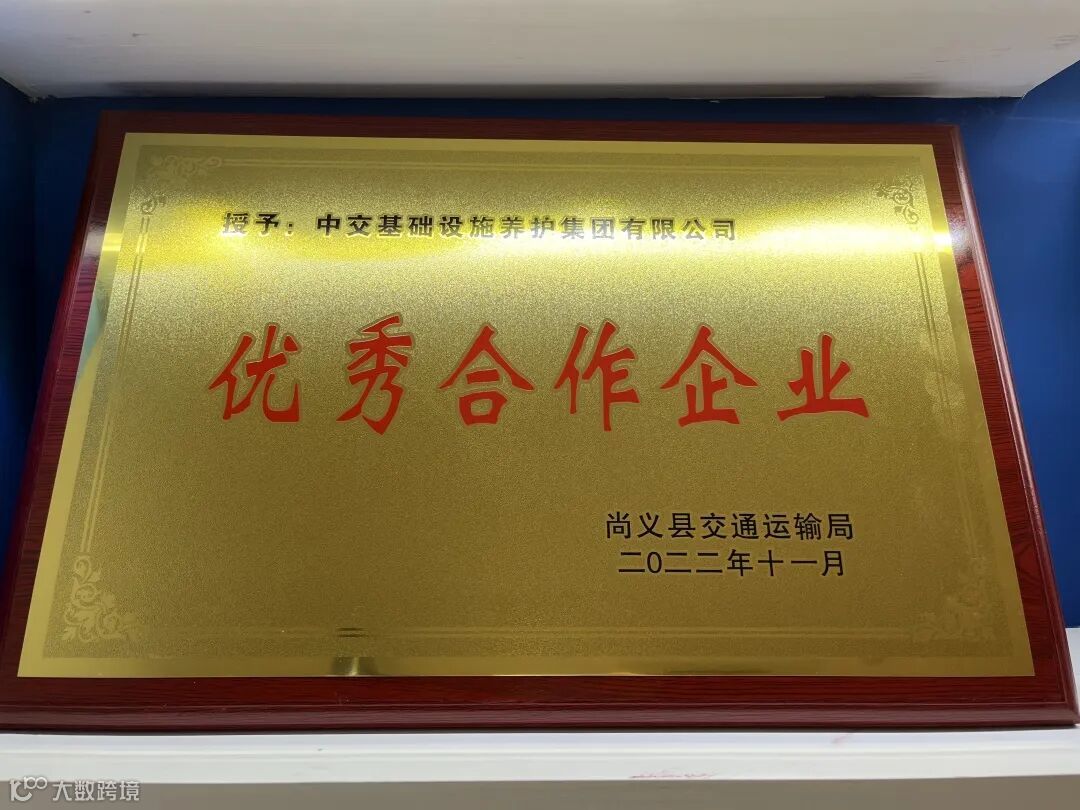 授予：中交基础设施养护集团有限公司
优秀合作企业
尚义县交通运输局
二〇二二年十一月
大数跨境